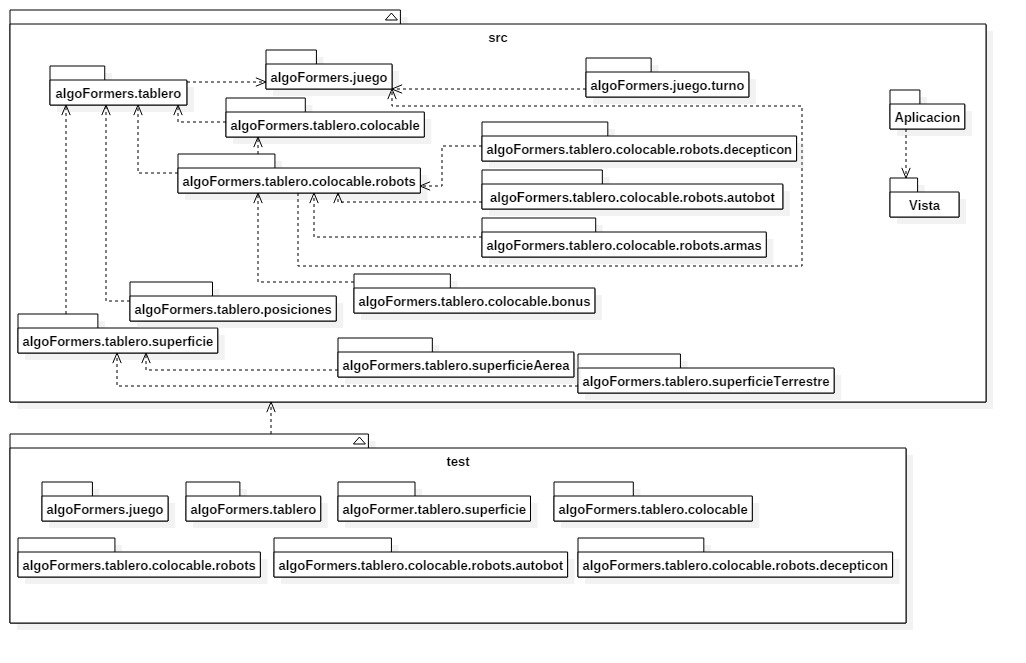 src
algoFormers.juego
algoFormers.juego.turno
algoFormers.tablero
Aplicacion
algoFormers.tablero.colocable
algoFormers.tablero.colocable.robots.decepticon
algoFormers.tablero.colocable.robots
algoFormers.tablero.colocable.robots.autobot
Vista
algoFormers.tablero.colocable.robots.armas
algoFormers.tablero.colocable.bonus
algoFormers.tablero.posiciones
algoFormers.tablero.superficie
algoFormers.tablero.superficieAerea
algoFormers.tablero.superficieTerrestre
test
algoFormers.juego
algoFormers.tablero
algoFormer.tablero.superficie
algoFormers.tablero.colocable
algoFormers.tablero.colocable.robots
algoFormers.tablero.colocable.robots.autobot
algoFormers.tablero.colocable.robots.decepticon